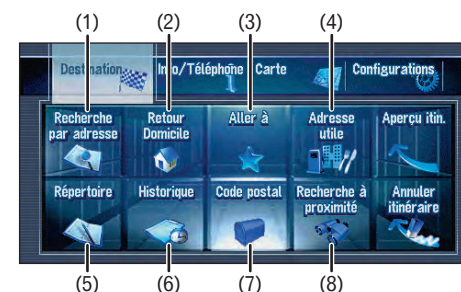 (1) (2) (3) (4)
Destination Info/Téléphone Carte Configurations
Recherche par adresse
Retour Domicile
Aller à
Adresse utile
Aperçu itin.
Répertoire
Historique
Code postal
Recherche à proximité
Annuler itinéraire
(5) (6) (7) (8)